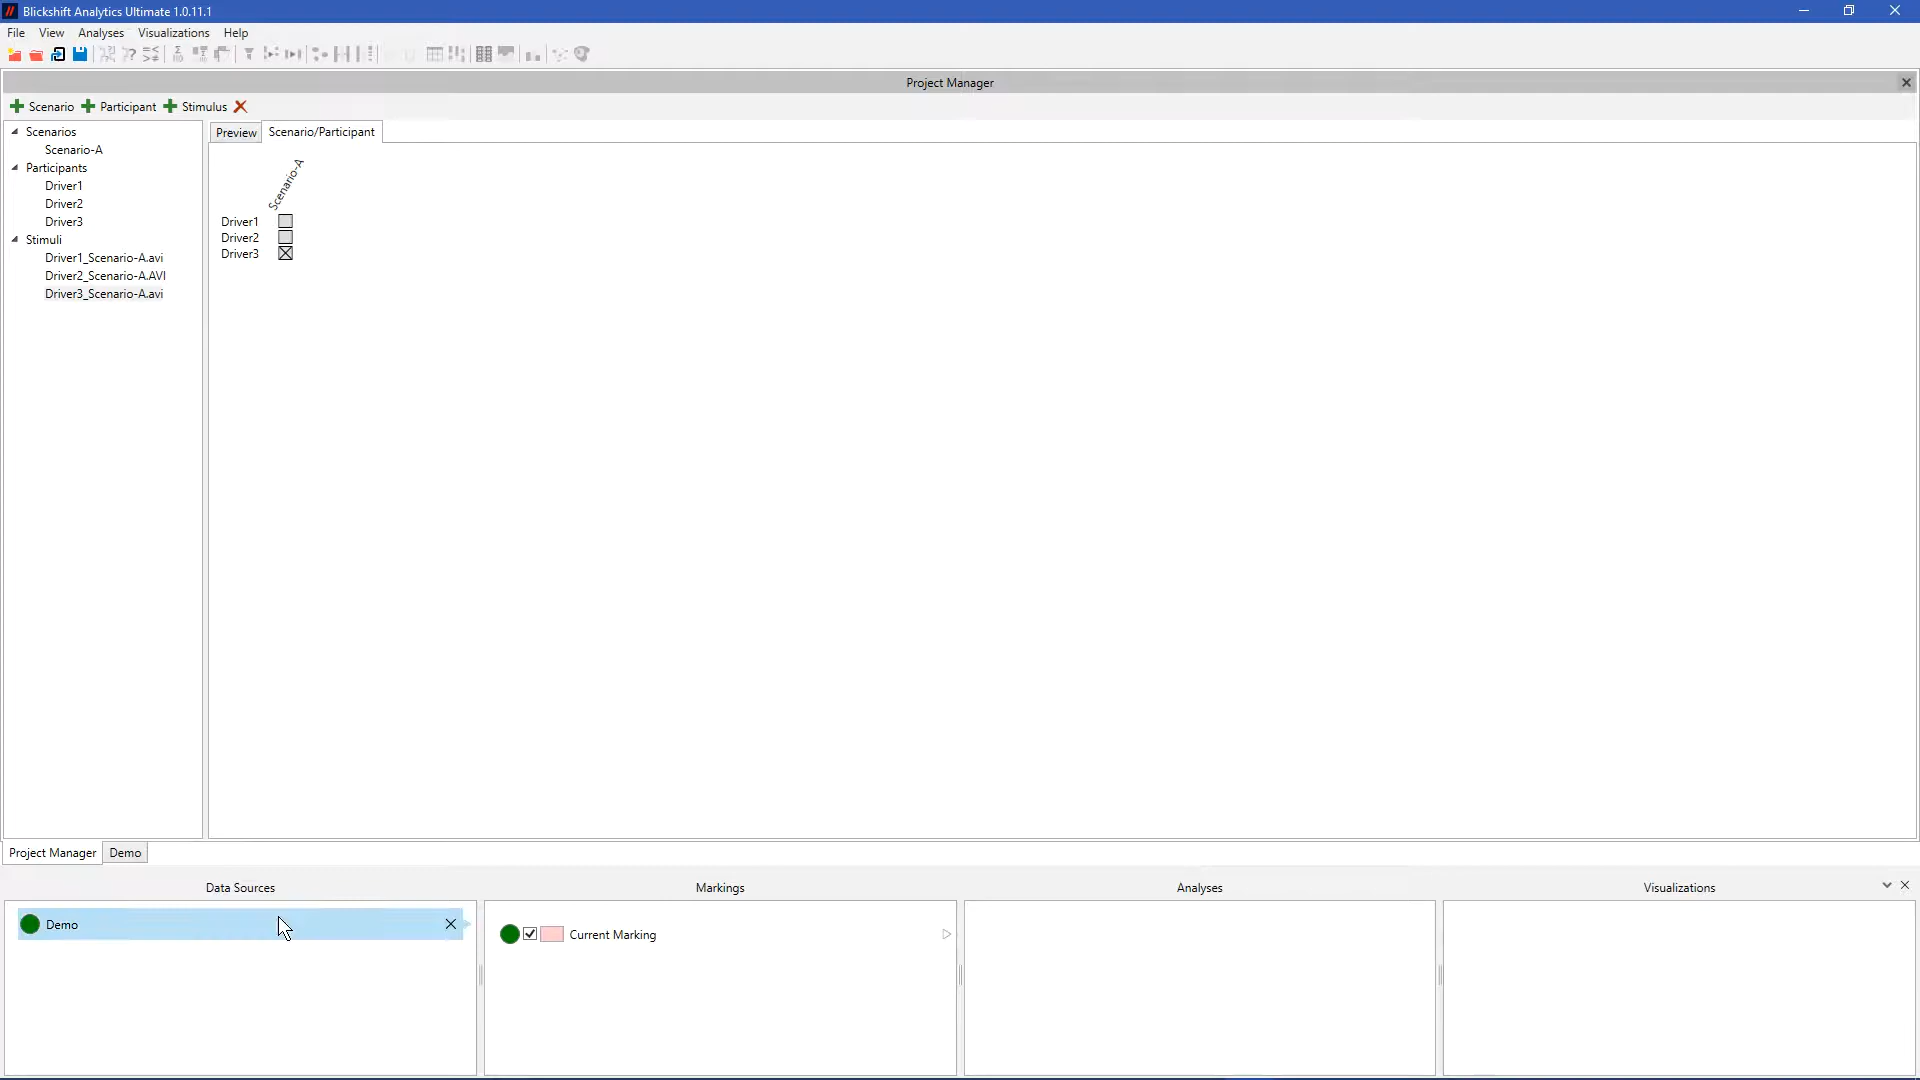 Blickshift Analytics Ultimate 1.0.11.1
File View Analyses Visualizations Help
Project Manager
Scenario Participant Stimulus
Scenarios
Scenario-A
Participants
Driver1
Driver2
Driver3
Stimuli
Driver1_Scenario-A.avi
Driver2_Scenario-A.AVI
Driver3_Scenario-A.avi
Preview Scenario/Participant
Scenario-A
Driver1
Driver2
Driver3
Project Manager Demo
Data Sources Markings Analyses Visualizations
Demo
Current Marking